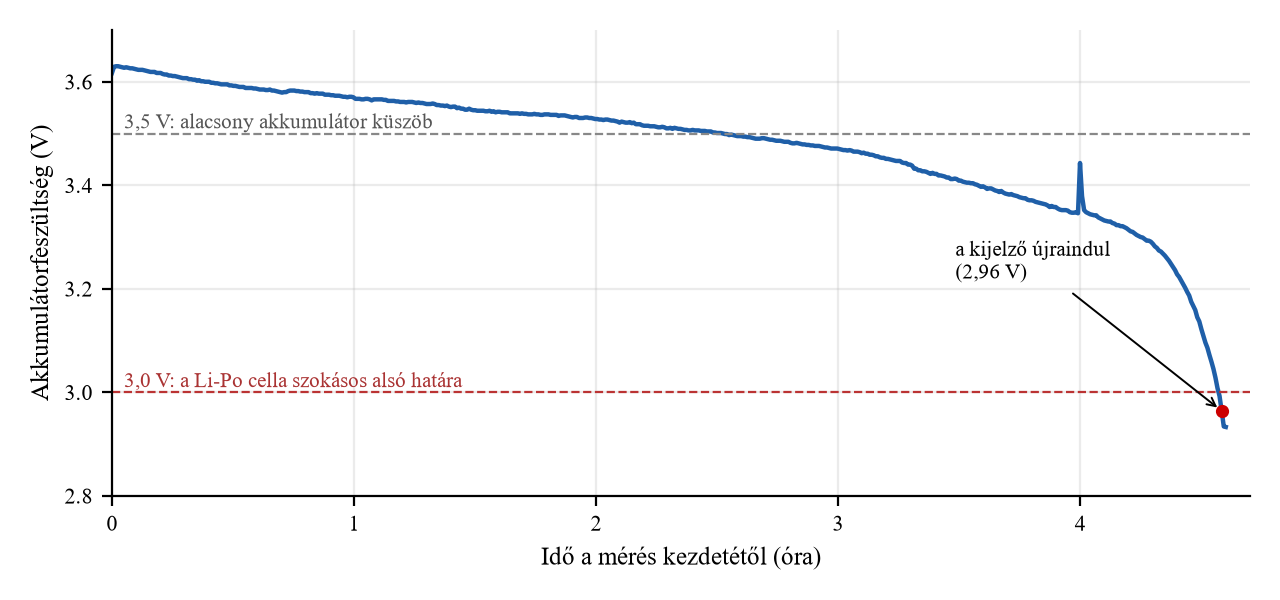 3.6
3.4
3.2
3.0
2.8
Akkumulátorfeszültség (V)
3,5 V: alacsony akkumulátor küszöb
a kijelző újraindul
(2,96 V)
3,0 V: a Li-Po cella szokásos alsó határa
0
1
2
3
4
Idő a mérés kezdetétől (óra)